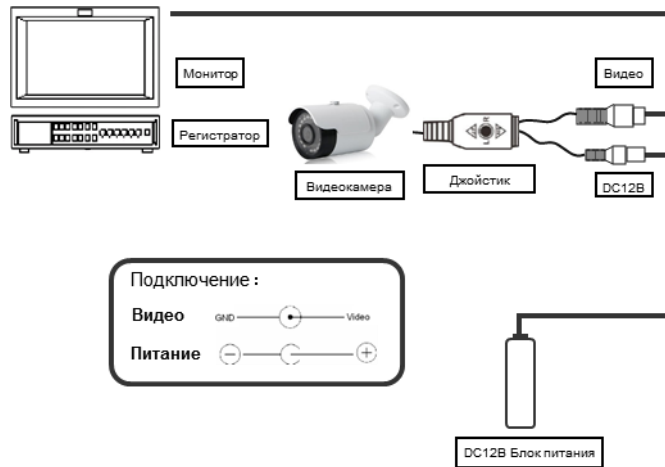 Монитор
Видео
Регистратор
Видеокамера
Джойстик
DC12В
L R
Подключение:
Видео GND Video
Питание − +
DC12В Блок питания